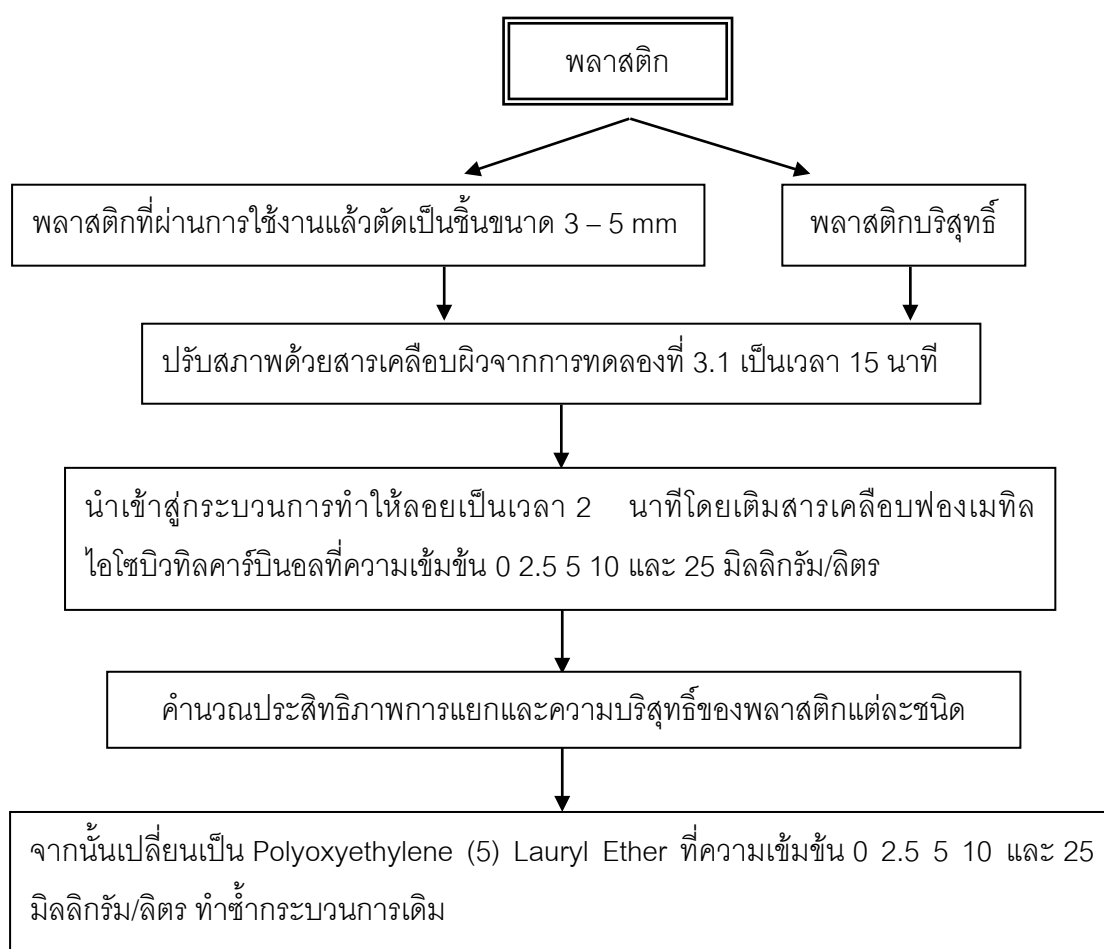 พลาสติก
พลาสติกที่ผ่านการใช้งานแล้วตัดเป็นชิ้นขนาด 3 – 5 mm
พลาสติกบริสุทธิ์
ปรับสภาพด้วยสารเคลือบผิวจากการทดลองที่ 3.1 เป็นเวลา 15 นาที
นำเข้าสู่กระบวนการทำให้ลอยเป็นเวลา 2 นาทีโดยเติมสารเคลือบฟองเมทิล
ไอโซบิวทิลคาร์บินอลที่ความเข้มข้น 0 2.5 5 10 และ 25 มิลลิกรัม/ลิตร
คำนวณประสิทธิภาพการแยกและความบริสุทธิ์ของพลาสติกแต่ละชนิด
จากนั้นเปลี่ยนเป็น Polyoxyethylene (5) Lauryl Ether ที่ความเข้มข้น 0 2.5 5 10 และ 25
มิลลิกรัม/ลิตร ทำซ้ำกระบวนการเดิม